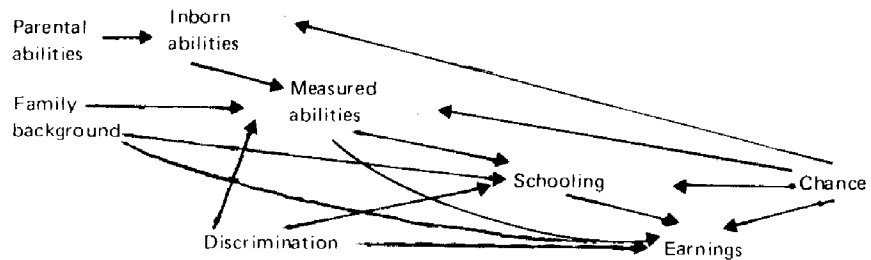 Parental
abilities
Inborn
abilities
Measured
abilities
Family
background
Schooling
Chance
Discrimination
Earnings